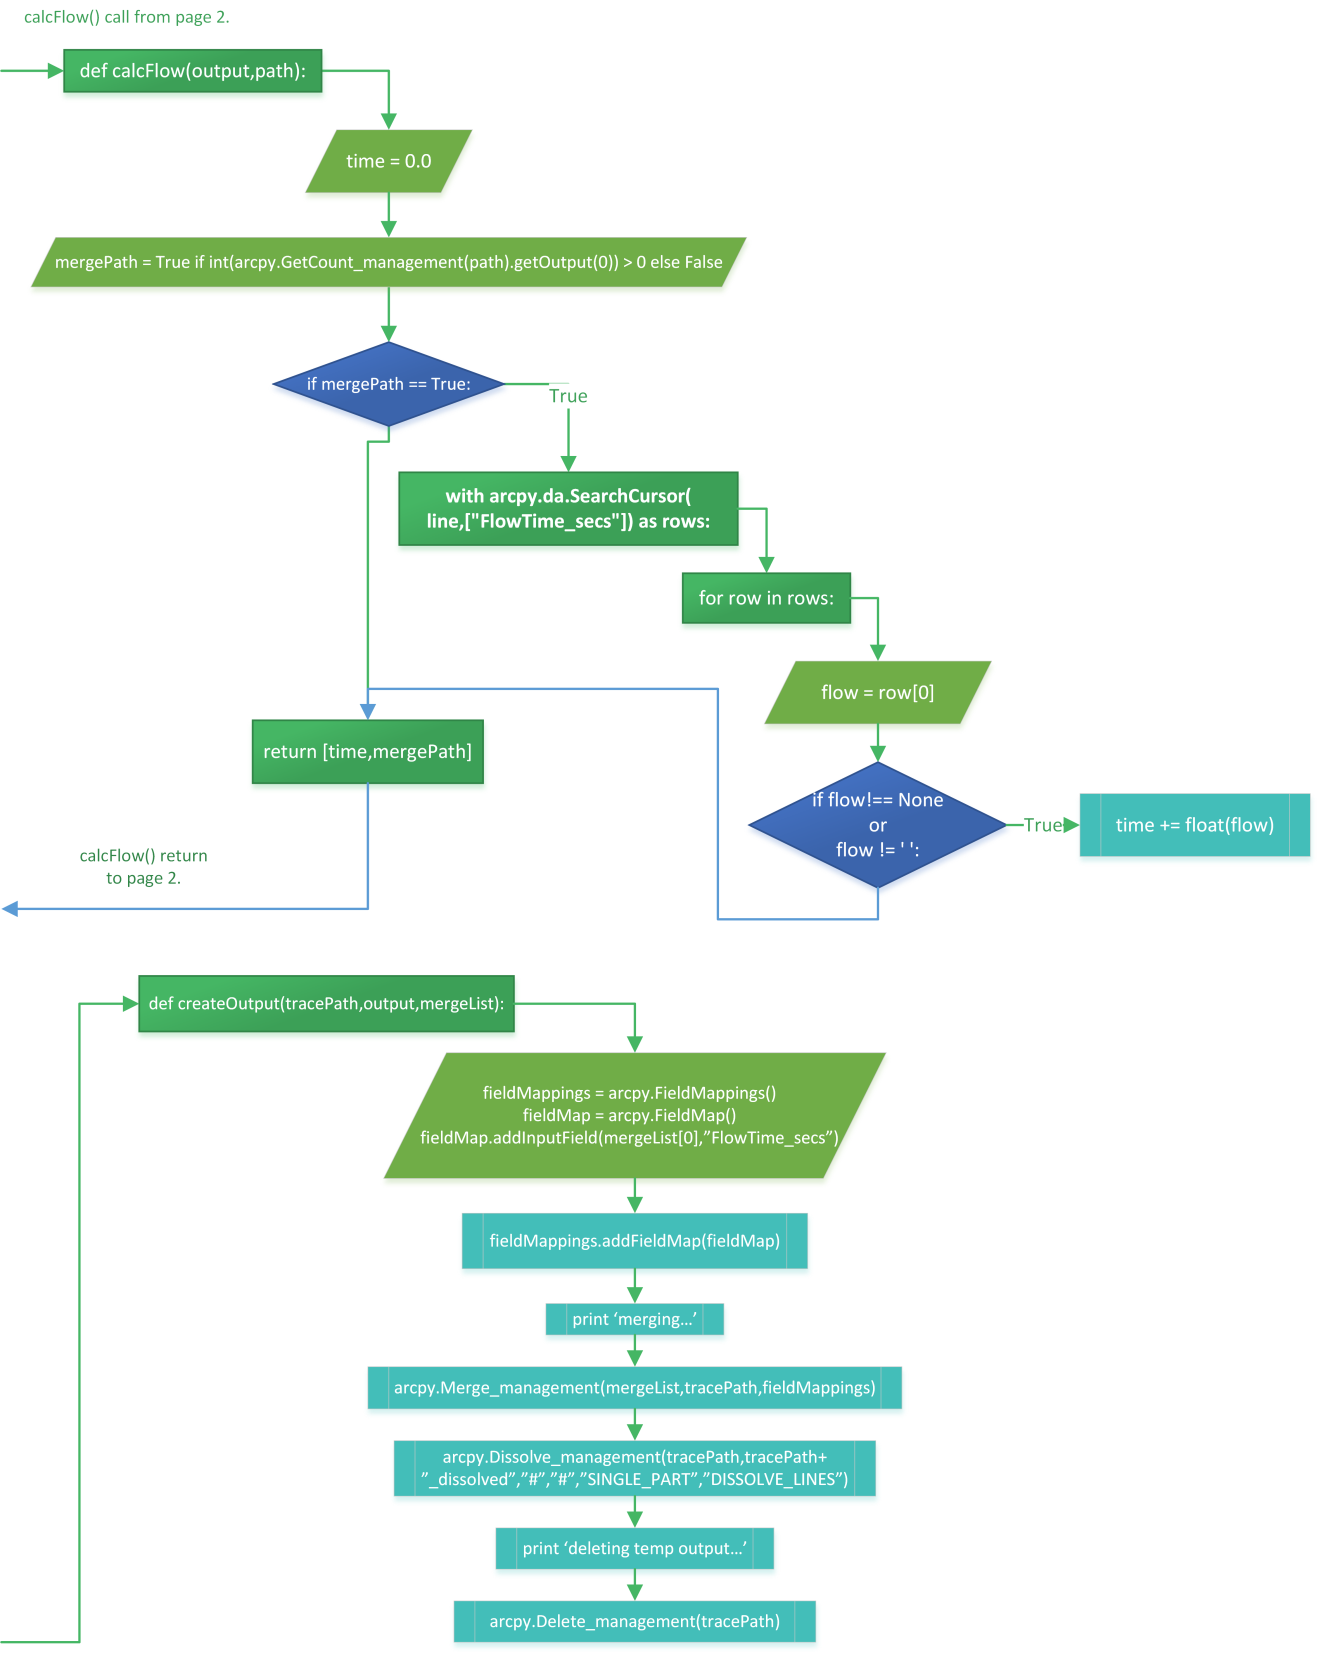 calcFlow() call from page 2.
def calcFlow(output,path):
time = 0.0
mergePath = True if int(arcpy.GetCount_management(path).getOutput(0)) > 0 else False
if mergePath == True:
True
with arcpy.da.SearchCursor(
line,["FlowTime_secs"]) as rows:
for row in rows:
flow = row[0]
return [time,mergePath]
if flow!== None
or
flow != ' ':
True
time += float(flow)
calcFlow() return
to page 2.
def createOutput(tracePath,output,mergeList):
fieldMappings = arcpy.FieldMappings()
fieldMap = arcpy.FieldMap()
fieldMap.addInputField(mergeList[0],”FlowTime_secs”)
fieldMappings.addFieldMap(fieldMap)
print ‘merging…’
arcpy.Merge_management(mergeList,tracePath,fieldMappings)
arcpy.Dissolve_management(tracePath,tracePath+
”_dissolved”,”#”,”#”,”SINGLE_PART”,”DISSOLVE_LINES”)
print ‘deleting temp output…’
arcpy.Delete_management(tracePath)